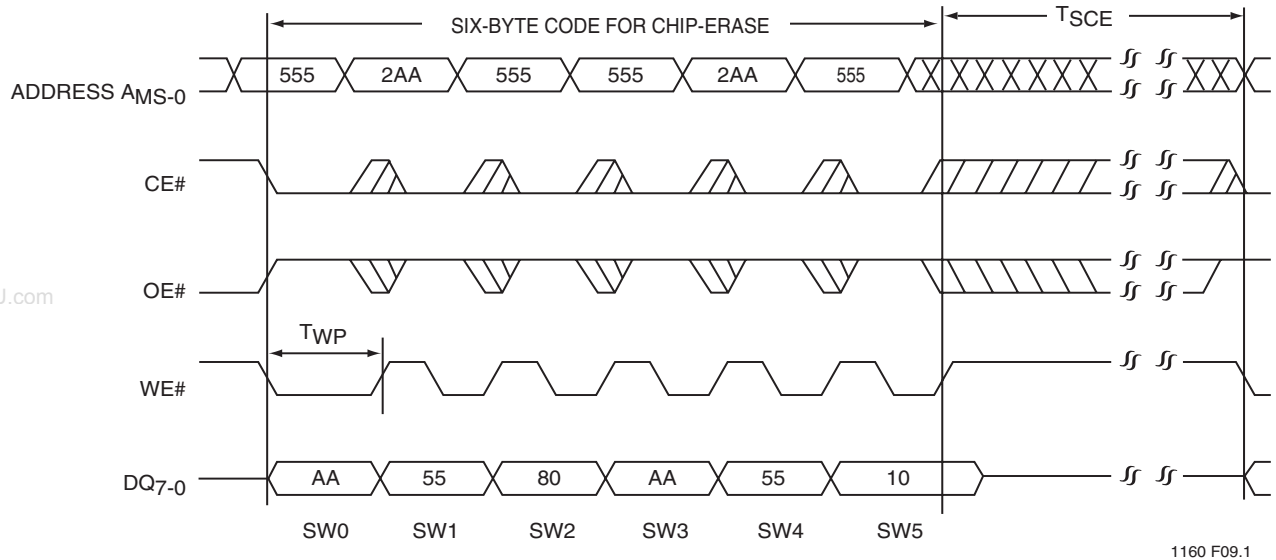 SIX-BYTE CODE FOR CHIP-ERASE
TSCE
ADDRESS AMS-0
555 2AA 555 555 2AA 555
CE#
OE#
J.com
TWP
WE#
DQ7-0
AA 55 80 AA 55 10
SW0 SW1 SW2 SW3 SW4 SW5
1160 F09.1